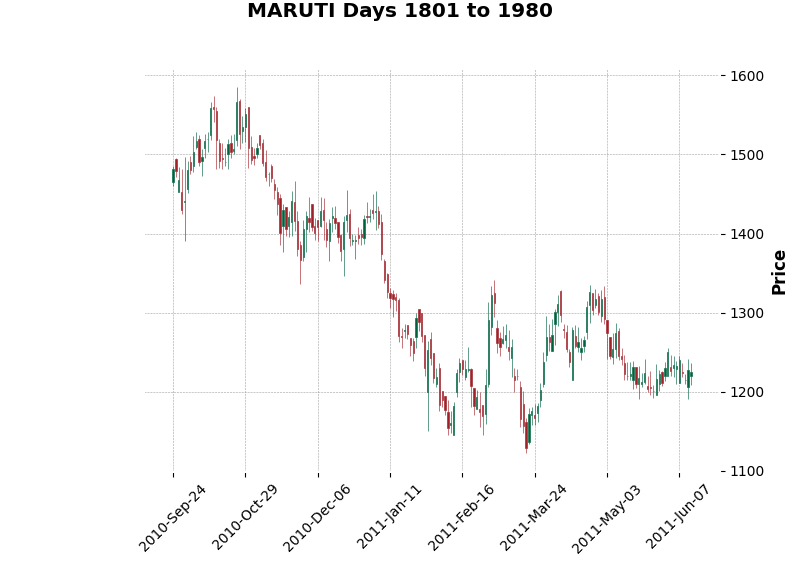 MARUTI Days 1801 to 1980
1600
1500
1400
1300
1200
1100
Price
2010-Sep-24
2010-Oct-29
2010-Dec-06
2011-Jan-11
2011-Feb-16
2011-Mar-24
2011-May-03
2011-Jun-07